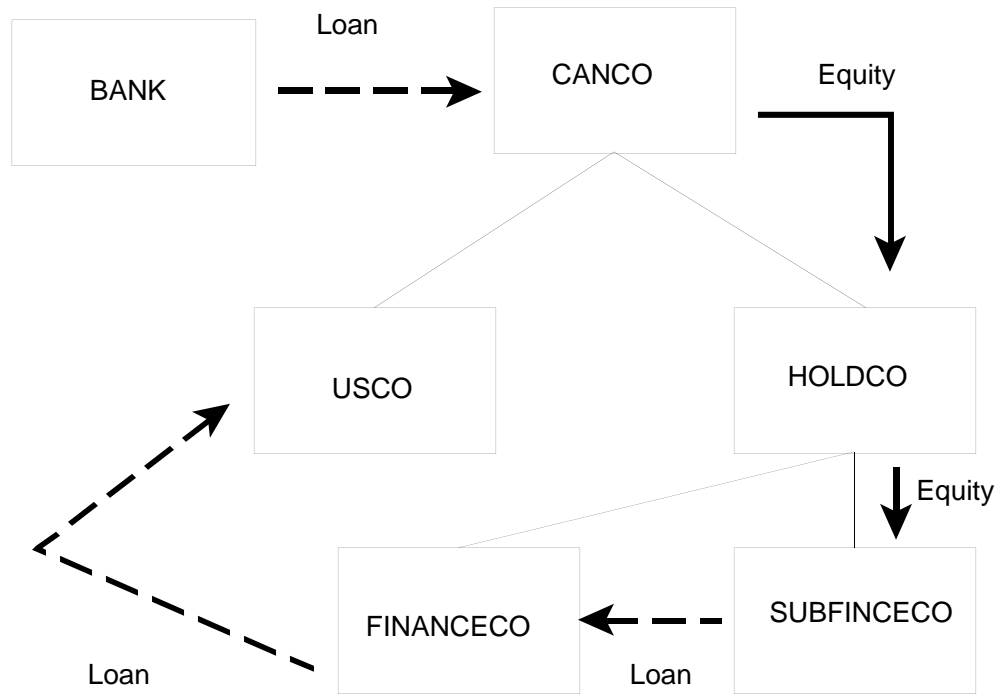 Loan
BANK
CANCO
Equity
USCO
HOLDCO
Equity
FINANCECO
SUBFINCECO
Loan
Loan